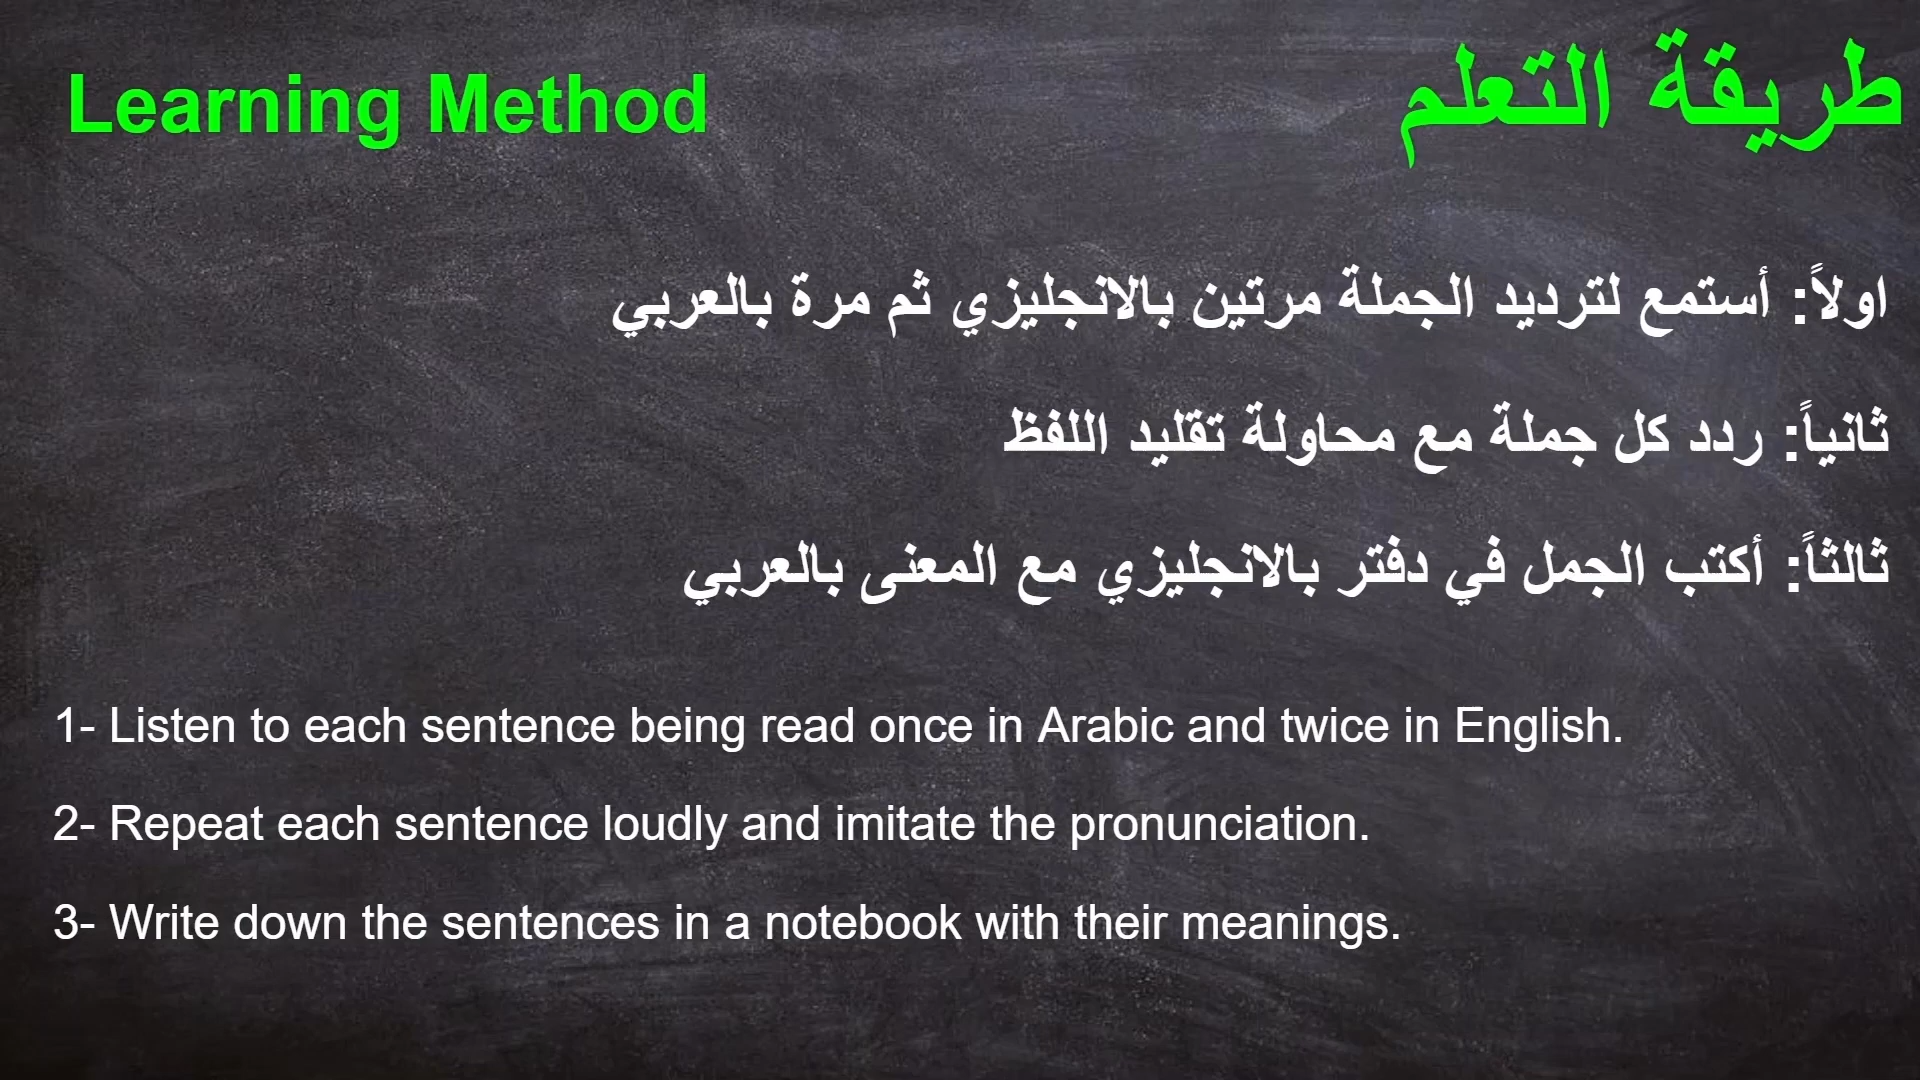 Learning Method
طريقة التعلم
اولاً: أستمع لترديد الجملة مرتين بالانجليزي ثم مرة بالعربي
ثانياً: ردد كل جملة مع محاولة تقليد اللفظ
ثالثاً: أكتب الجمل في دفتر بالانجليزي مع المعنى بالعربي
1- Listen to each sentence being read once in Arabic and twice in English.
2- Repeat each sentence loudly and imitate the pronunciation.
3- Write down the sentences in a notebook with their meanings.